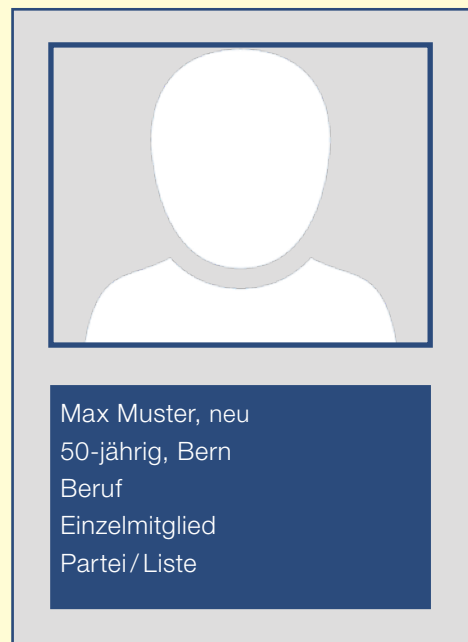 Max Muster, neu
50-jährig, Bern
Beruf
Einzelmitglied
Partei / Liste